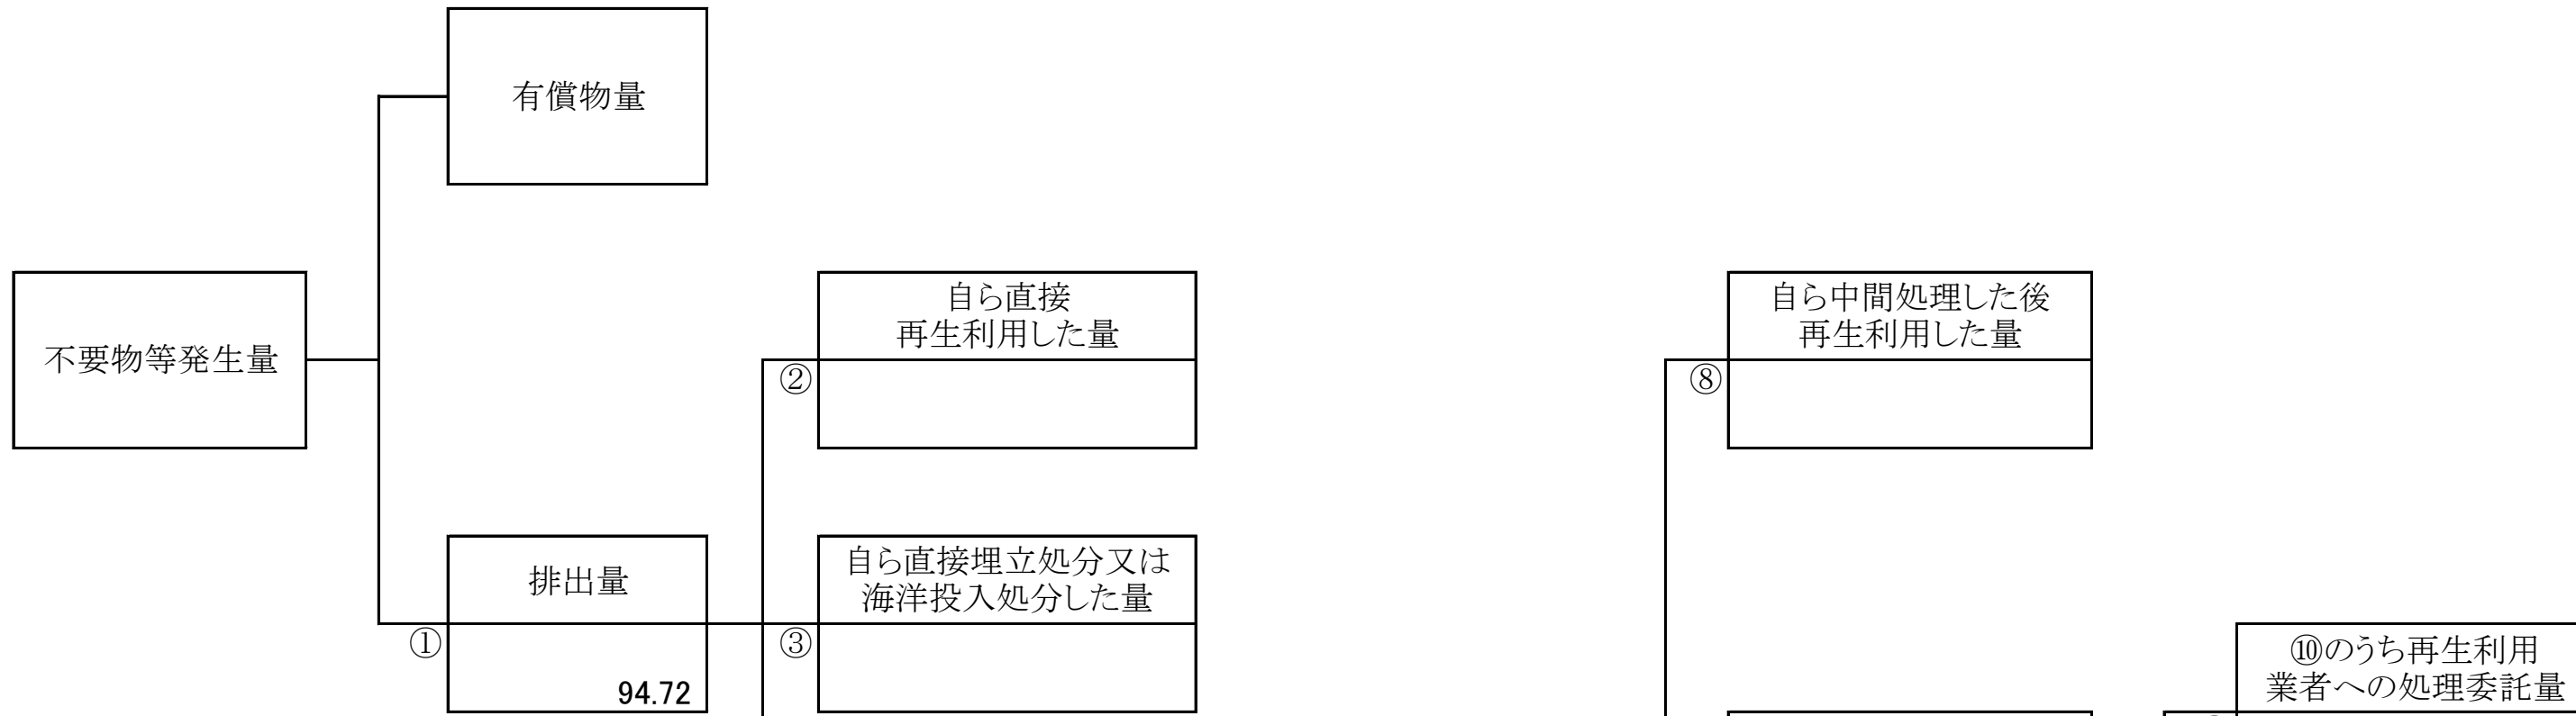 有償物量
不要物等発生量
自ら直接
再生利用した量
②
自ら中間処理した後
再生利用した量
⑧
排出量
①
94.72
自ら直接埋立処分又は
海洋投入処分した量
③
⑩のうち再生利用
業者への処理委託量